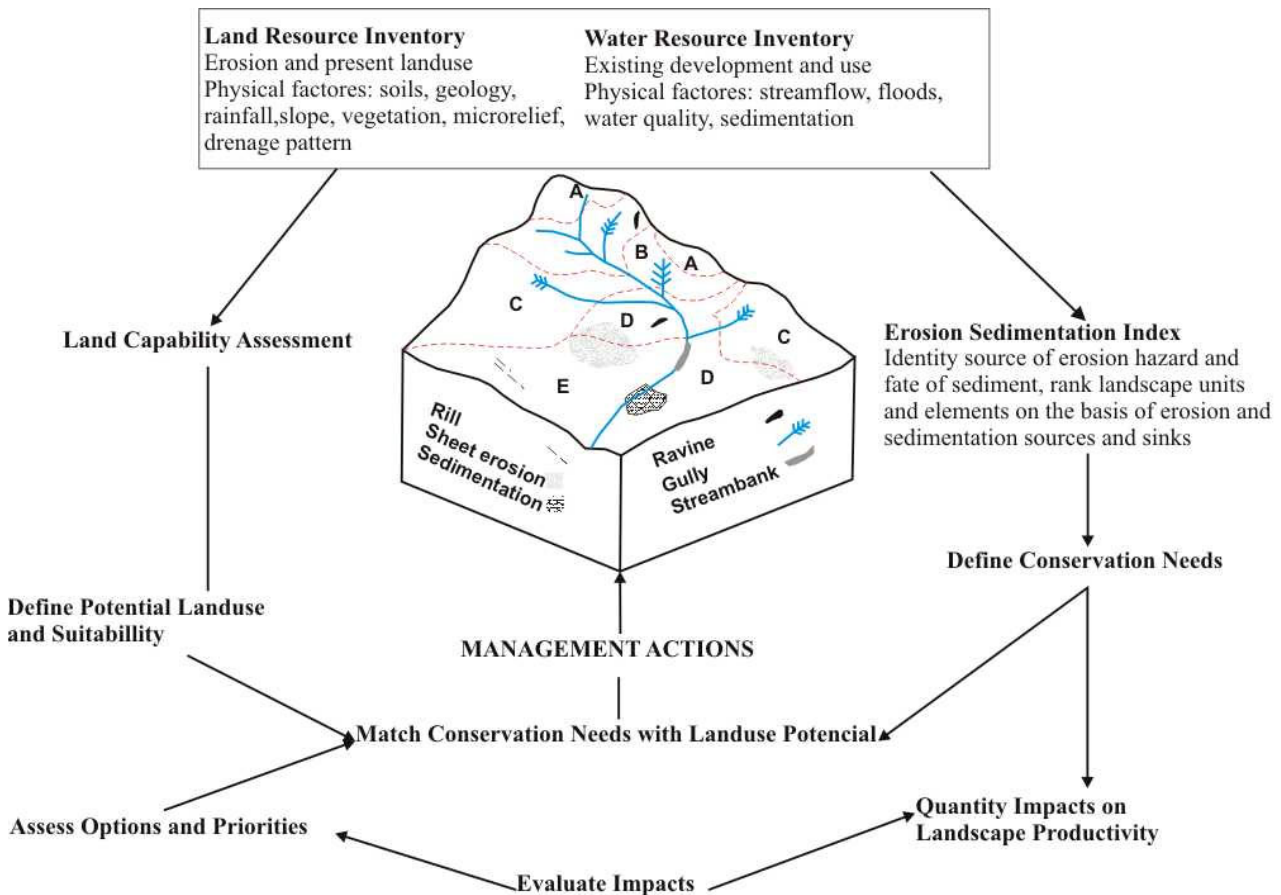 Land Resource Inventory
Erosion and present landuse
Physical factores: soils, geology,
rainfall,slope, vegetation, microrelief,
drenage pattern
Water Resource Inventory
Existing development and use
Physical factores: streamflow, floods,
water quality, sedimentation
A
B
A
C
D
C
E
D
Rill
Sheet erosion
Sedimentation
Ravine
Gully
Streambank
Land Capability Assessment
Erosion Sedimentation Index
Identity source of erosion hazard and
fate of sediment, rank landscape units
and elements on the basis of erosion and
sedimentation sources and sinks
Define Conservation Needs
Define Potential Landuse
and Suitabillity
MANAGEMENT ACTIONS
Match Conservation Needs with Landuse Potencial
Assess Options and Priorities
Quantity Impacts on
Landscape Productivity
Evaluate Impacts